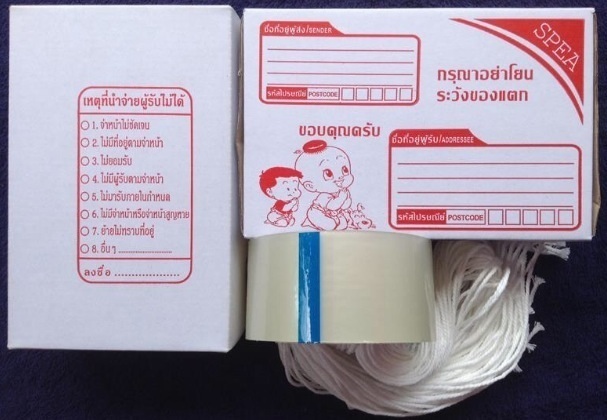 เหตุที่นำจ่ายผู้รับไม่ได้
1. จ่าหน้าไม่ชัดเจน
2. ไม่มีที่อยู่ตามจ่าหน้า
3. ไม่ยอมรับ
4. ไม่มีผู้รับตามจ่าหน้า
5. ไม่มารับภายในกำหนด
6. ไม่มีจ่าหน้าหรือจ่าหน้าสูญหาย
7. ย้ายไม่ทราบที่อยู่
8. อื่นๆ ....................
ลงชื่อ ....................
ชื่อที่อยู่ผู้ส่ง/SENDER
รหัสไปรษณีย์ POSTCODE
SPEA
กรุณาอย่าโยน
ระวังของแตก
ขอบคุณครับ
ชื่อที่อยู่ผู้รับ/ADDRESSEE
รหัสไปรษณีย์ POSTCODE